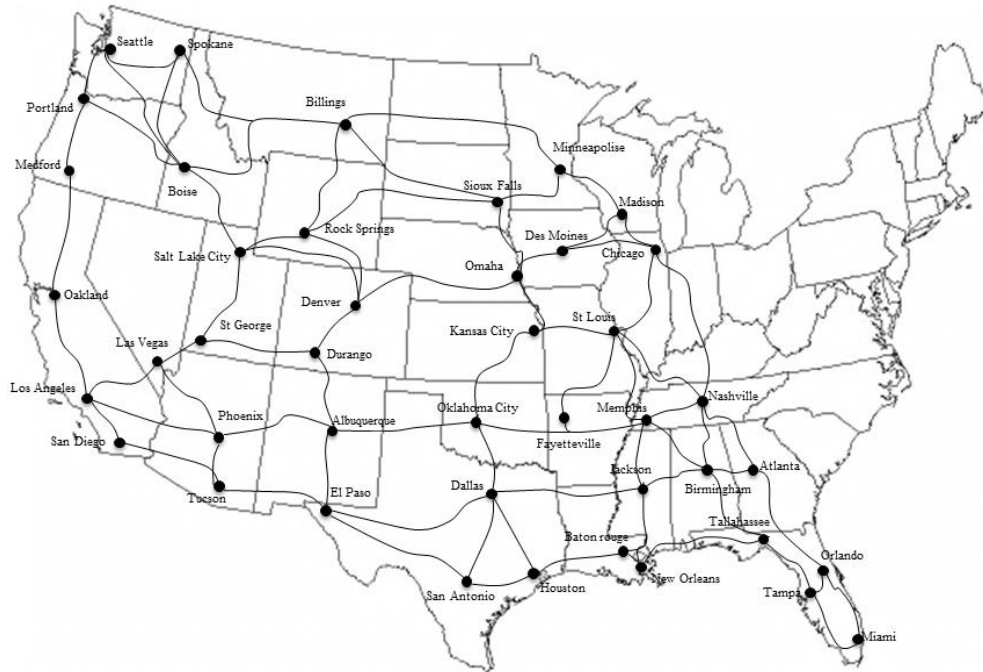 Seattle
Spokane
Portland
Billings
Medford
Boise
Minneapolise
Sioux Falls
Madison
Rock Springs
Des Moines
Chicago
Salt Lake City
Omaha
Oakland
Denver
St George
Kansas City
St Louis
Las Vegas
Durango
Los Angeles
Phoenix
Albuquerque
Oklahoma City
Memphis
Nashville
San Diego
Fayetteville
Tucson
El Paso
Dallas
Jackson
Atlanta
Birmingham
Tallahassee
Baton rouge
Orlando
San Antonio
Houston
New Orleans
Tampa
Miami